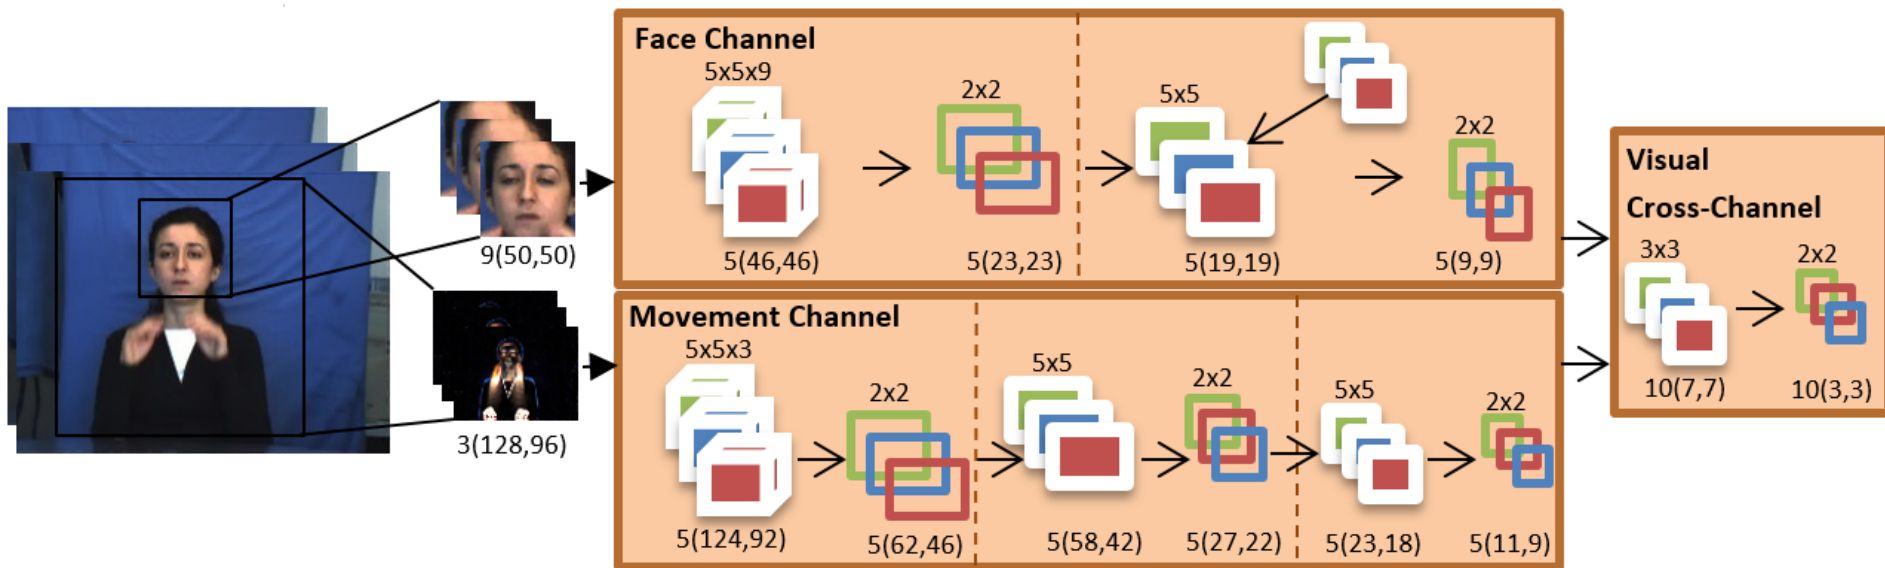 9(50,50)
3(128,96)
Face Channel
5x5x9
2x2
5x5
2x2
5(46,46)
5(23,23)
5(19,19)
5(9,9)
Movement Channel
5x5x3
2x2
5x5
2x2
5x5
2x2
5(124,92)
5(62,46)
5(58,42)
5(27,22)
5(23,18)
5(11,9)
Visual
Cross-Channel
3x3
2x2
10(7,7)
10(3,3)